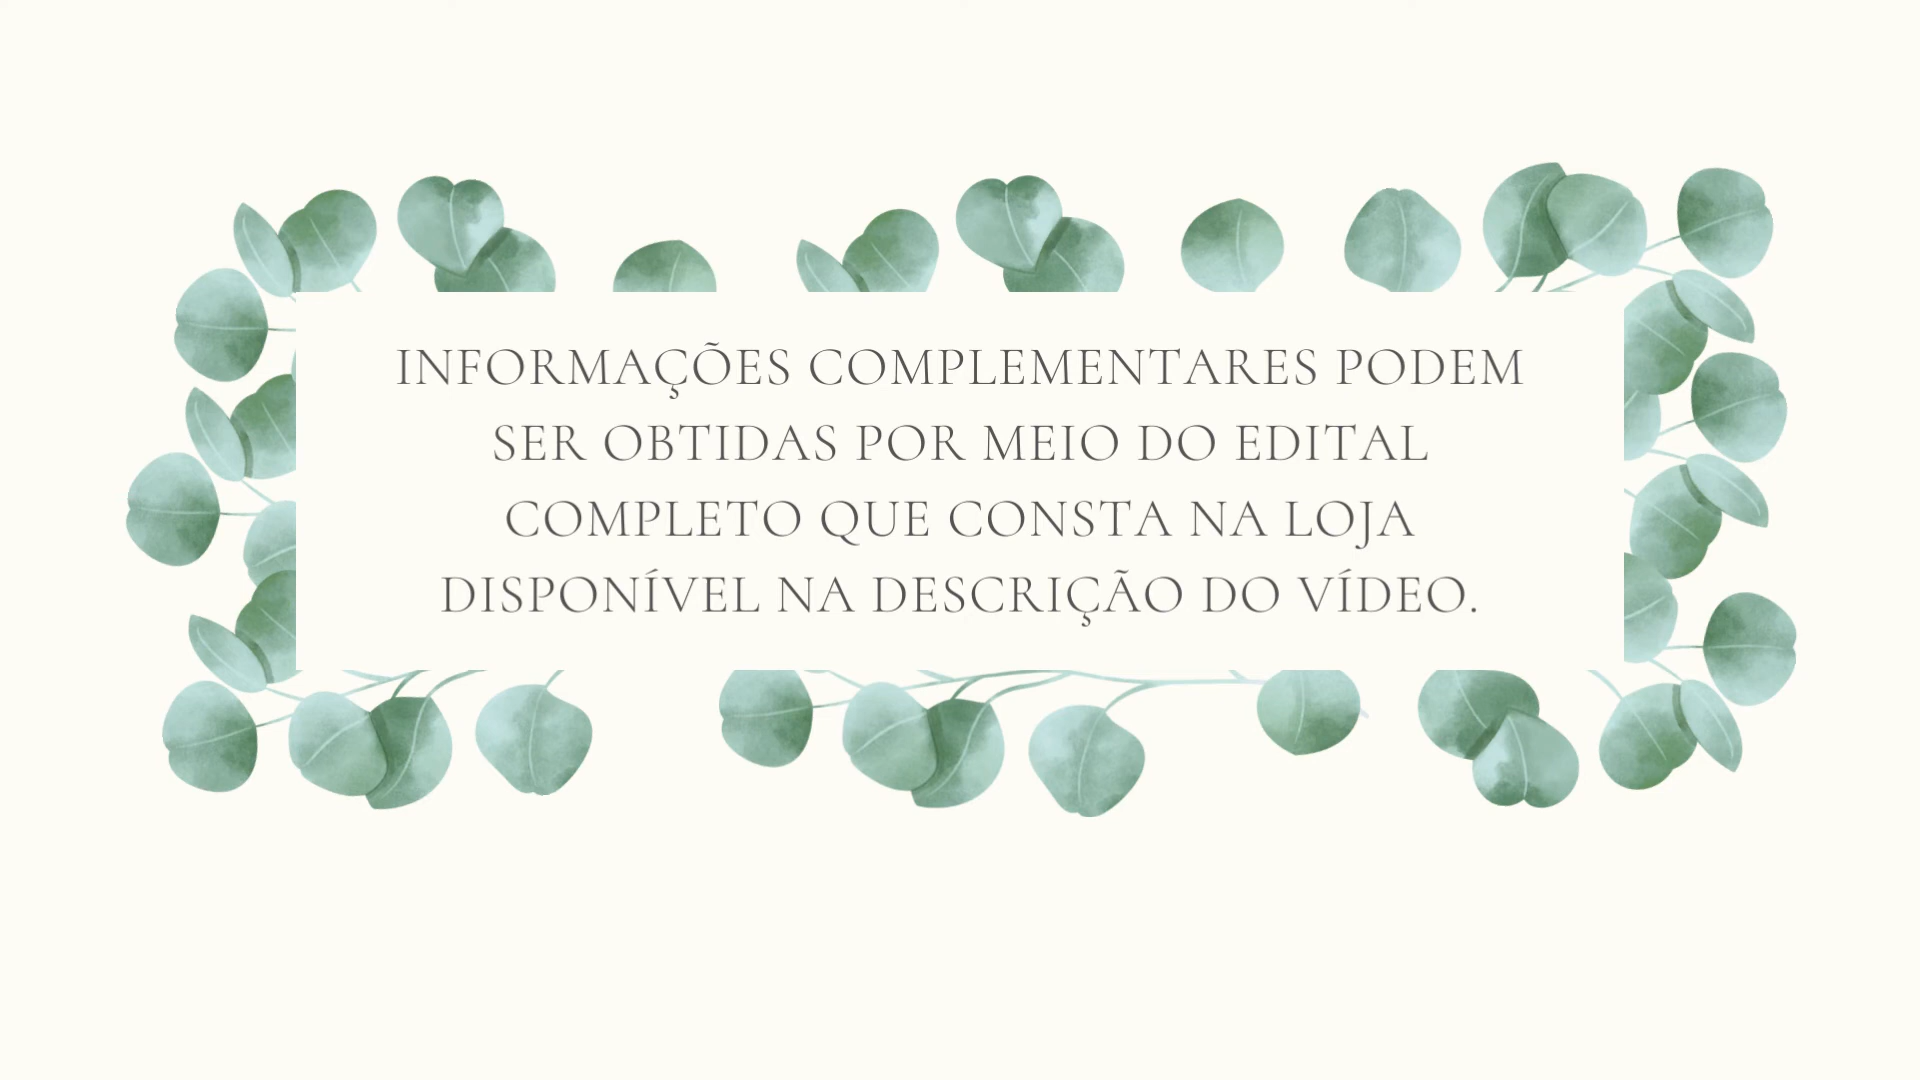 INFORMAÇÕES COMPLEMENTARES PODEM
SER OBTIDAS POR MEIO DO EDITAL
COMPLETO QUE CONSTA NA LOJA
DISPONÍVEL NA DESCRIÇÃO DO VÍDEO.